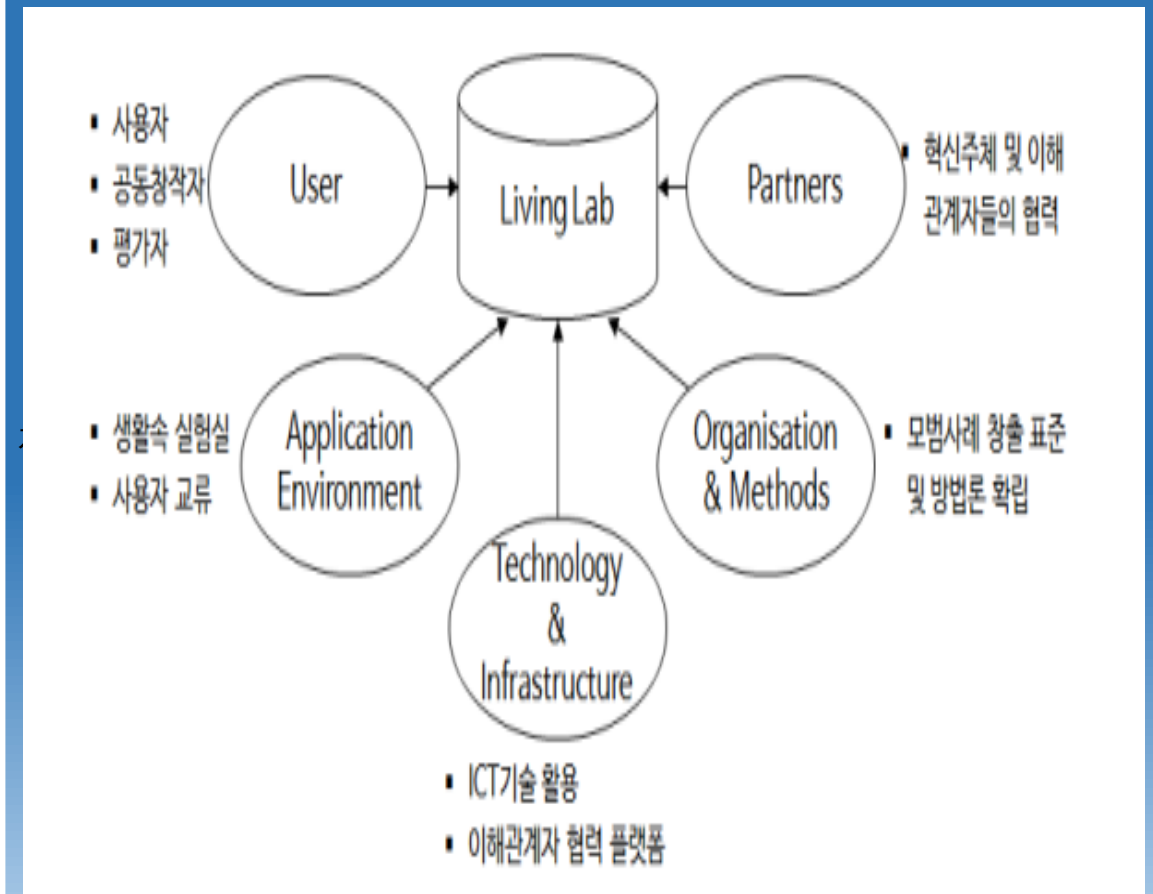 ▪ 사용자
▪ 공동창작자
▪ 평가자
User
Living Lab
Partners
▪ 혁신주체 및 이해
관계자들의 협력
▪ 생활속 실험실
▪ 사용자 교류
Application
Environment
Organisation
& Methods
▪ 모범사례 창출 표준
및 방법론 확립
Technology
&
Infrastructure
▪ ICT기술 활용
▪ 이해관계자 협력 플랫폼